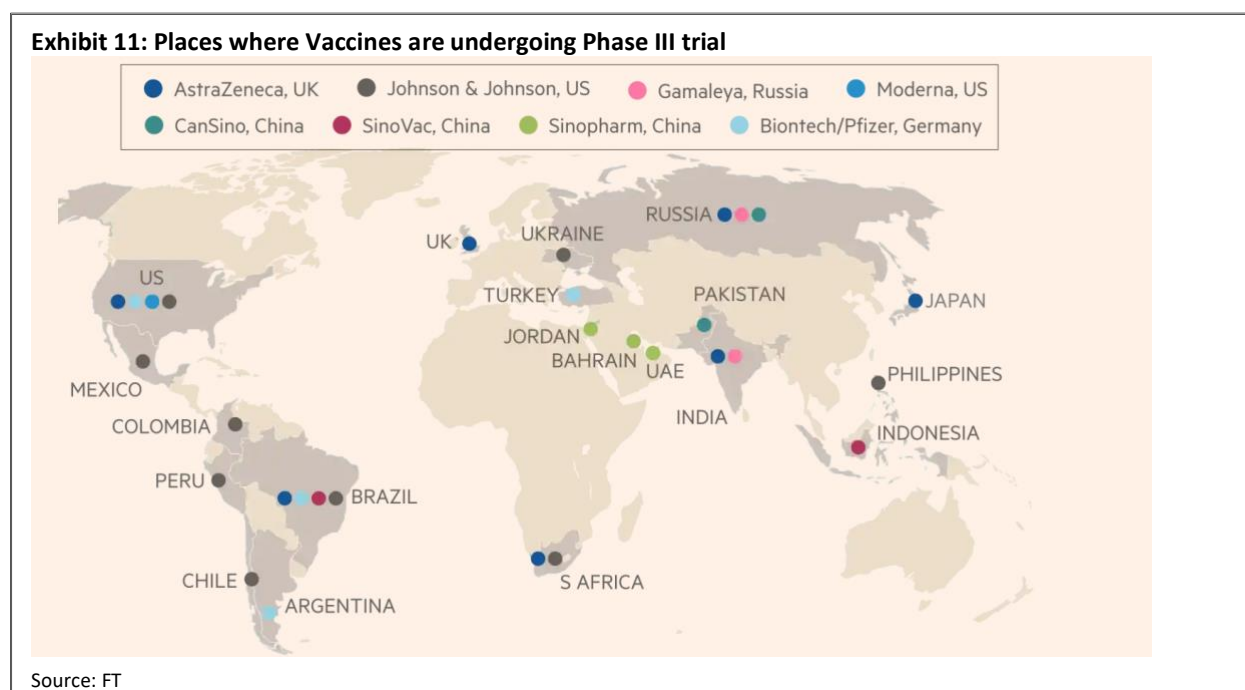 Exhibit 11: Places where Vaccines are undergoing Phase III trial
AstraZeneca, UK
Johnson & Johnson, US
Gamaleya, Russia
Moderna, US
CanSino, China
SinoVac, China
Sinopharm, China
Biontech/Pfizer, Germany
RUSSIA
UK
UKRAINE
US
TURKEY
PAKISTAN
JAPAN
JORDAN
BAHRAIN
UAE
MEXICO
PHILIPPINES
COLOMBIA
INDIA
INDONESIA
PERU
BRAZIL
CHILE
S AFRICA
ARGENTINA
Source: FT